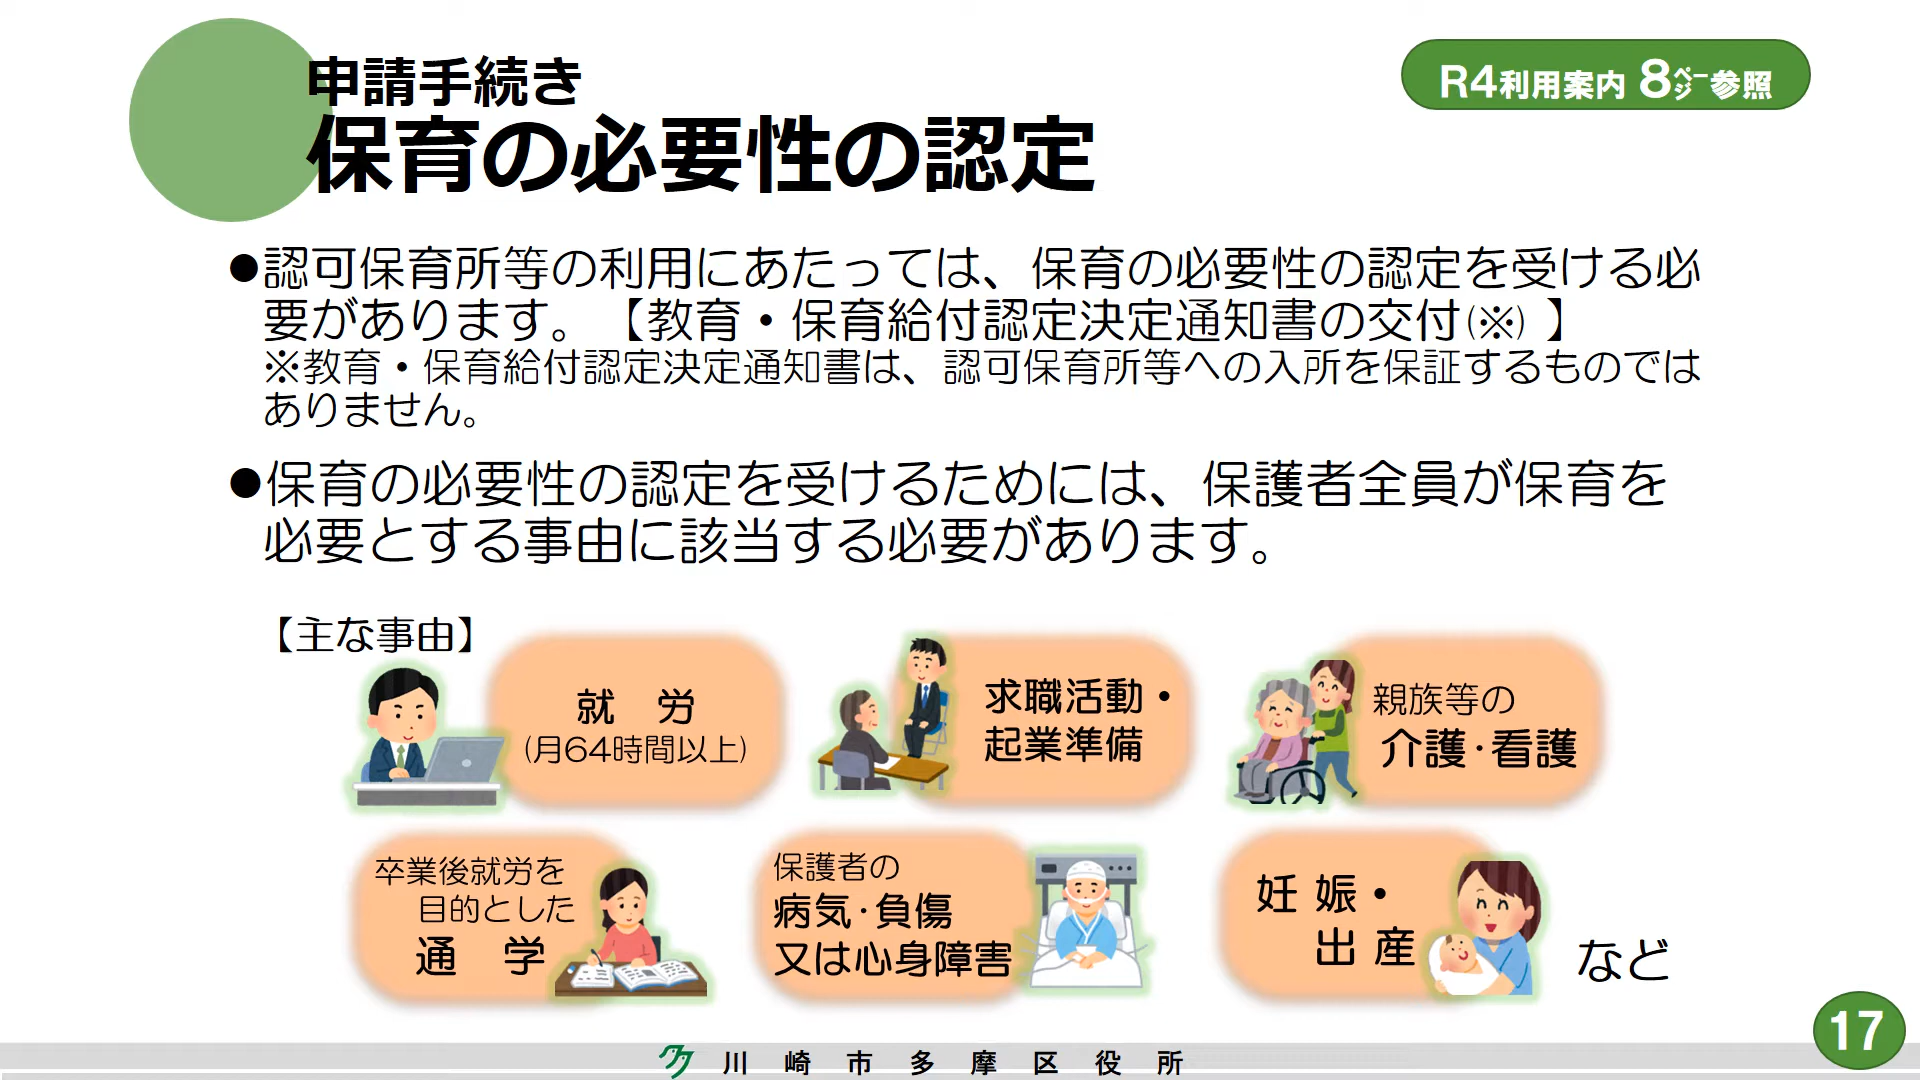 申請手続き
保育の必要性の認定
R4利用案内 8ページ参照
●認可保育所等の利用にあたっては、保育の必要性の認定を受ける必
要があります。【教育・保育給付認定決定通知書の交付(※)】
※教育・保育給付認定決定通知書は、認可保育所等への入所を保証するものでは
ありません。
●保育の必要性の認定を受けるためには、保護者全員が保育を
必要とする事由に該当する必要があります。
【主な事由】
就　労
(月64時間以上)
求職活動・
起業準備
親族等の
介護・看護
卒業後就労を
目的とした
通　学
保護者の
病気・負傷
又は心身障害
妊 娠・
出 産
など
川崎市多摩区役所
17